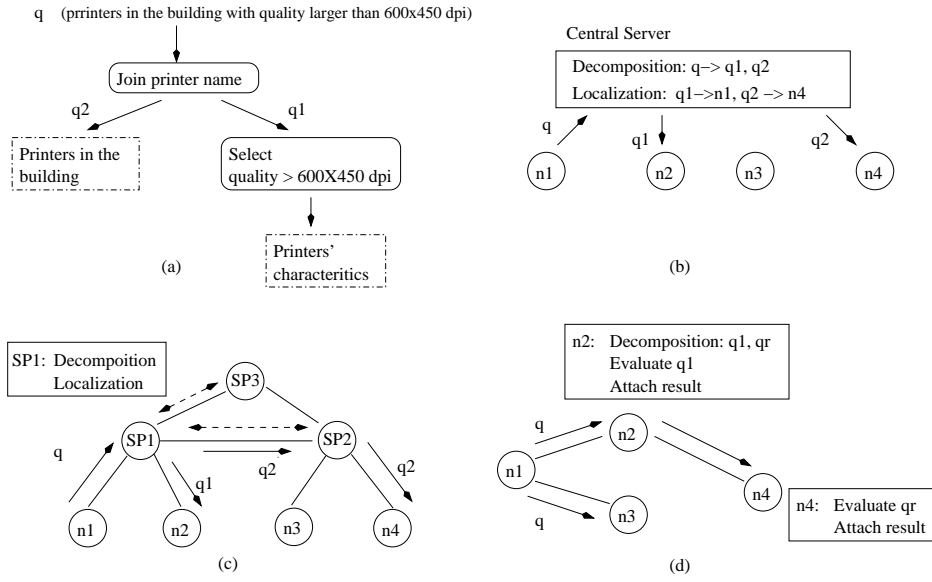 q (prrinters in the building with quality larger than 600x450 dpi)
Join printer name
q2
q1
Printers in the
building
Select
quality > 600X450 dpi
Printers'
characteritics
(a)
Central Server
Decomposition: q–> q1, q2
Localization: q1–>n1, q2 –> n4
q
q1
q2
n1
n2
n3
n4
(b)
SP1: Decompoition
Localization
SP3
SP1
SP2
q
q1
q2
q2
n1
n2
n3
n4
(c)
n2: Decomposition: q1, qr
Evaluate q1
Attach result
q
n2
n1
n4
q
n3
n4: Evaluate qr
Attach result
(d)